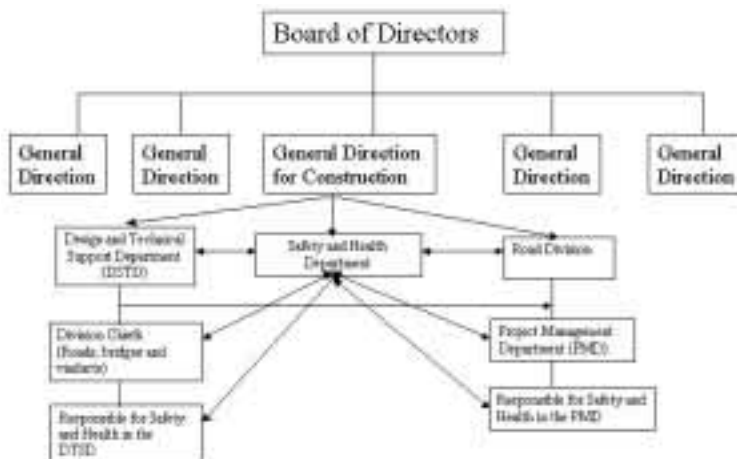 Board of Directors
General
Direction
General
Direction
General Direction
for Construction
General
Direction
General
Direction
Design and Technical
Support Department
(DSTD)
Safety and Health
Department
Road Division
Division Chiefs
(Roads, bridges and
viaducts)
Project Management
Department (PMD)
Responsible for Safety
and Health in the
DTSD
Responsible for Safety and
Health in the PMD